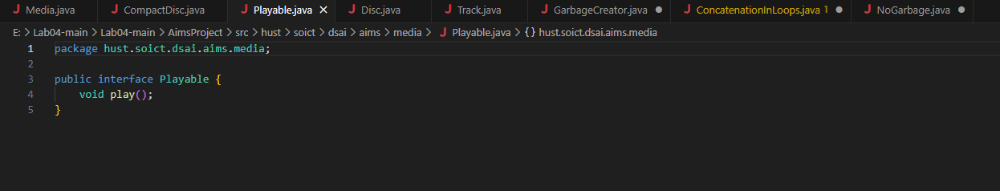 Media.java CompactDisc.java Playable.java Disc.java Track.java GarbageCreator.java ConcatenationInLoops.java 1 NoGarbage.java
E: > Lab04-main > Lab04-main > AimsProject > src > hust > soict > dsai > aims > media > Playable.java > {} hust.soict.dsai.aims.media
1 package hust.soict.dsai.aims.media;
2
3 public interface Playable {
4 void play();
5 }